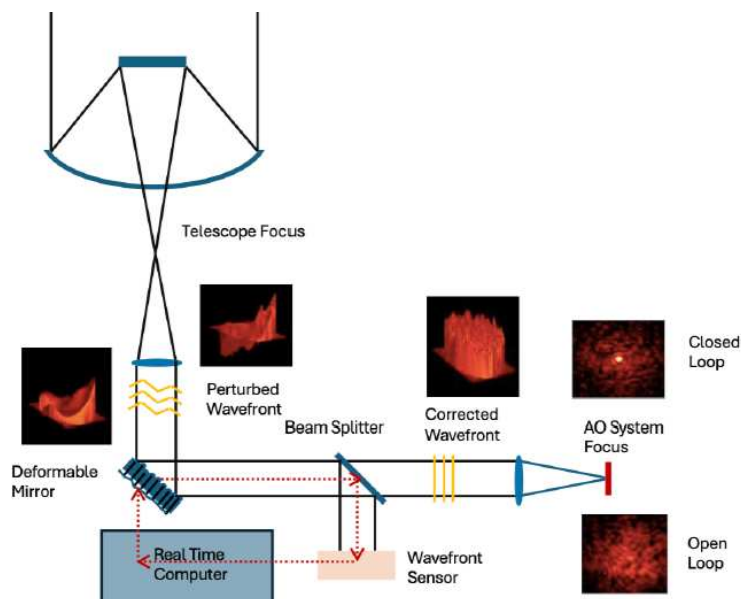 Telescope Focus
Perturbed
Wavefront
Beam Splitter
Corrected
Wavefront
Closed
Loop
AO System
Focus
Deformable
Mirror
Real Time
Computer
Wavefront
Sensor
Open
Loop